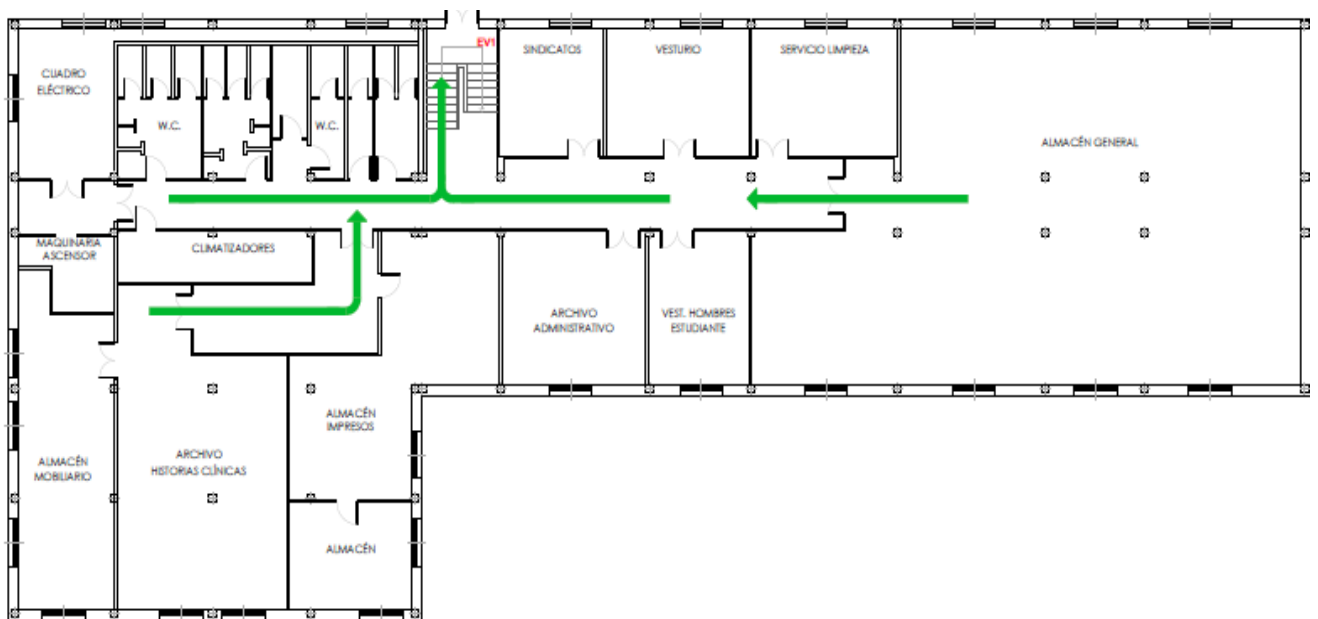 EV1
SINDICATOS
VESTURIO
SERVICIO LIMPIEZA
CUADRO
ELÉCTRICO
W.C.
W.C.
ALMACÉN GENERAL
MAQUINARIA
ASCENSOR
CLIMATIZADORES
ARCHIVO
ADMINISTRATIVO
VEST. HOMBRES
ESTUDIANTE
ALMACÉN
IMPRESOS
ALMACÉN
MOBILIARIO
ARCHIVO
HISTORIAS CLÍNICAS
ALMACÉN